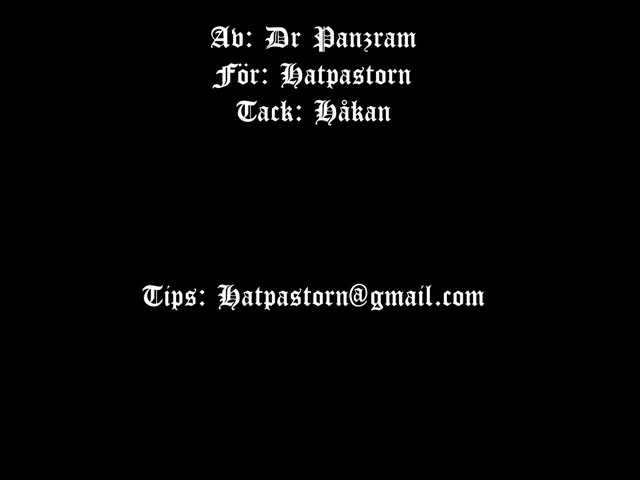 Av: Dr Panzram
För: Hatpastorn
Tack: Håkan
Tips: Hatpastorn@gmail.com